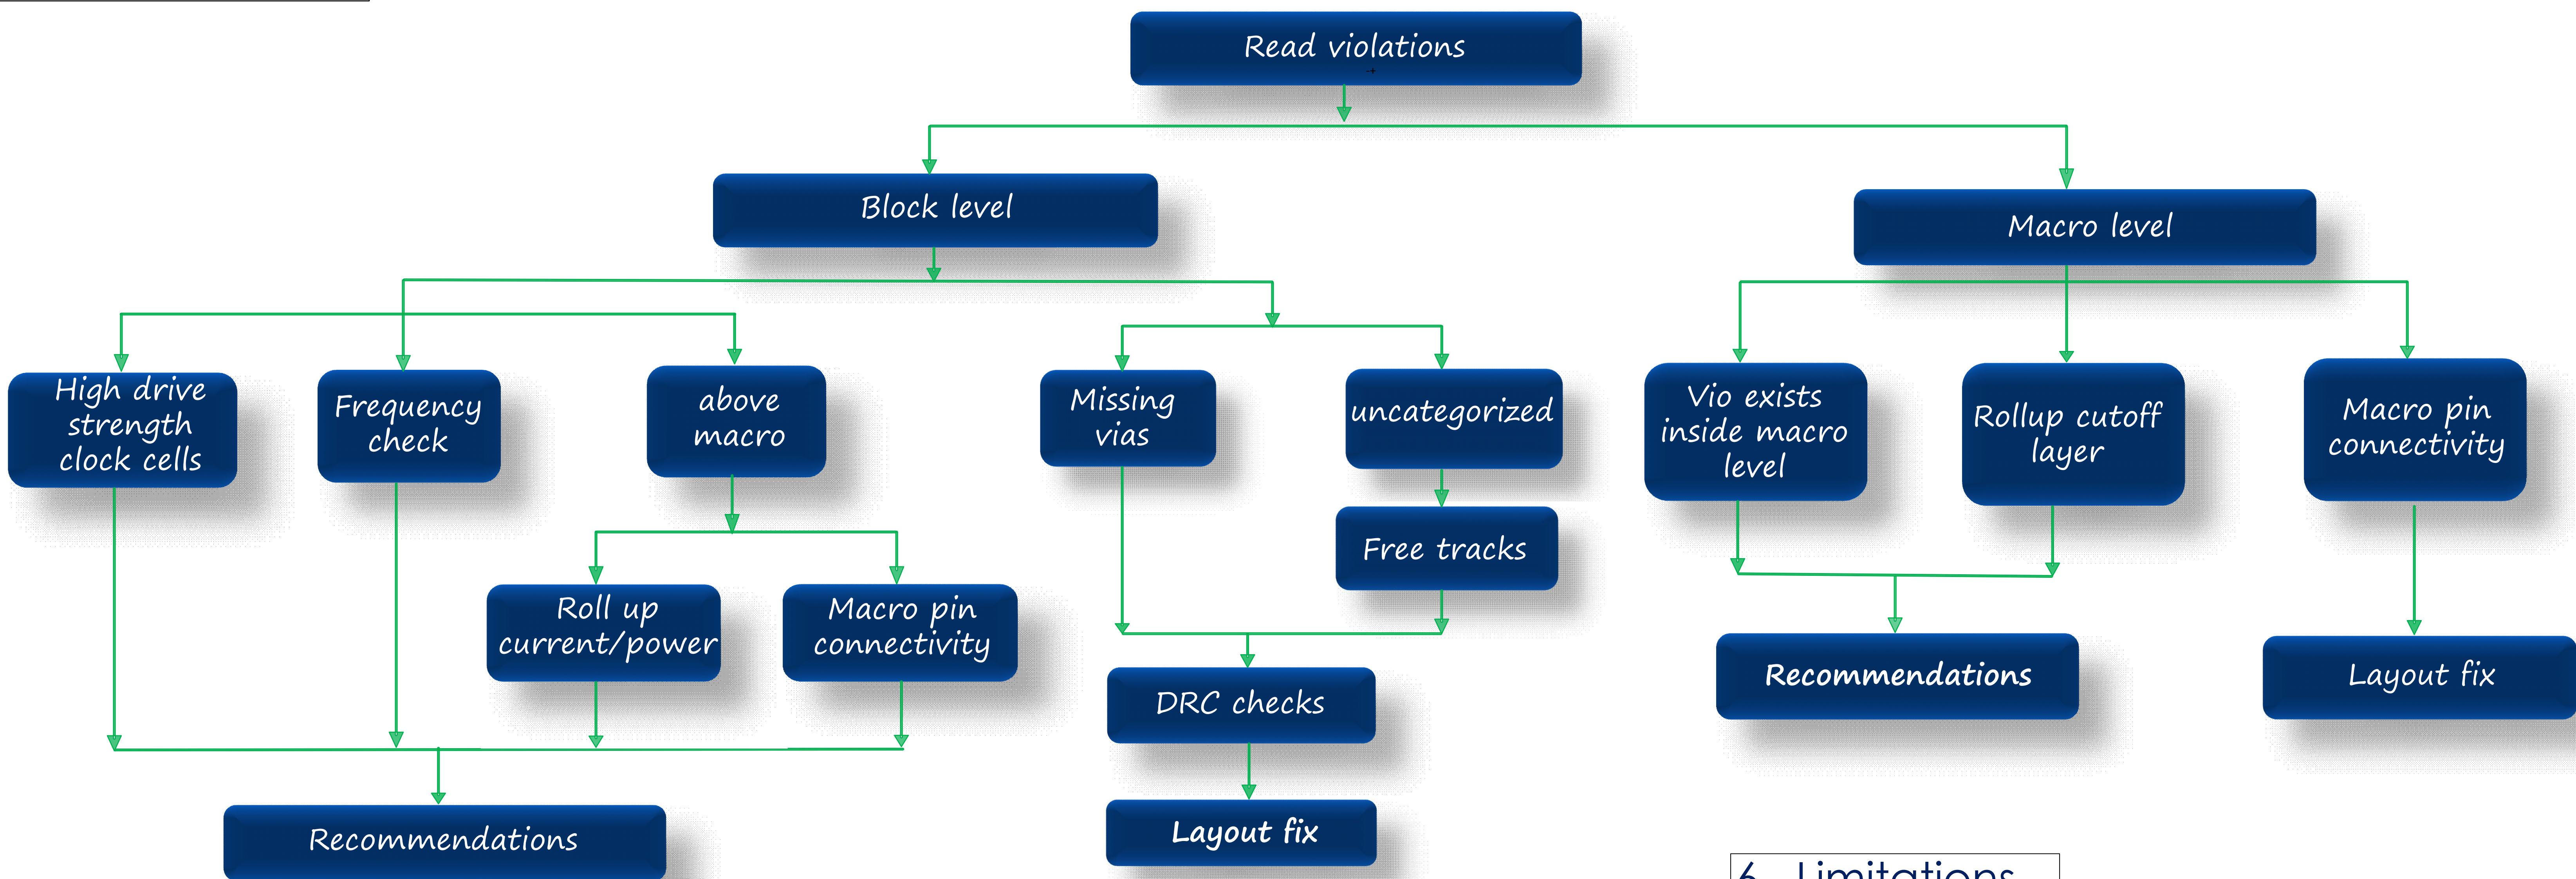 Read violations
→
Block level
Macro level
High drive
strength
clock cells
Frequency
check
above
macro
Missing
vias
uncategorized
Vio exists
inside macro
level
Rollup cutoff
layer
Macro pin
connectivity
Free tracks
Roll up
current/power
Macro pin
connectivity
DRC checks
Recommendations
Layout fix
Recommendations
Layout fix
6. Limitations